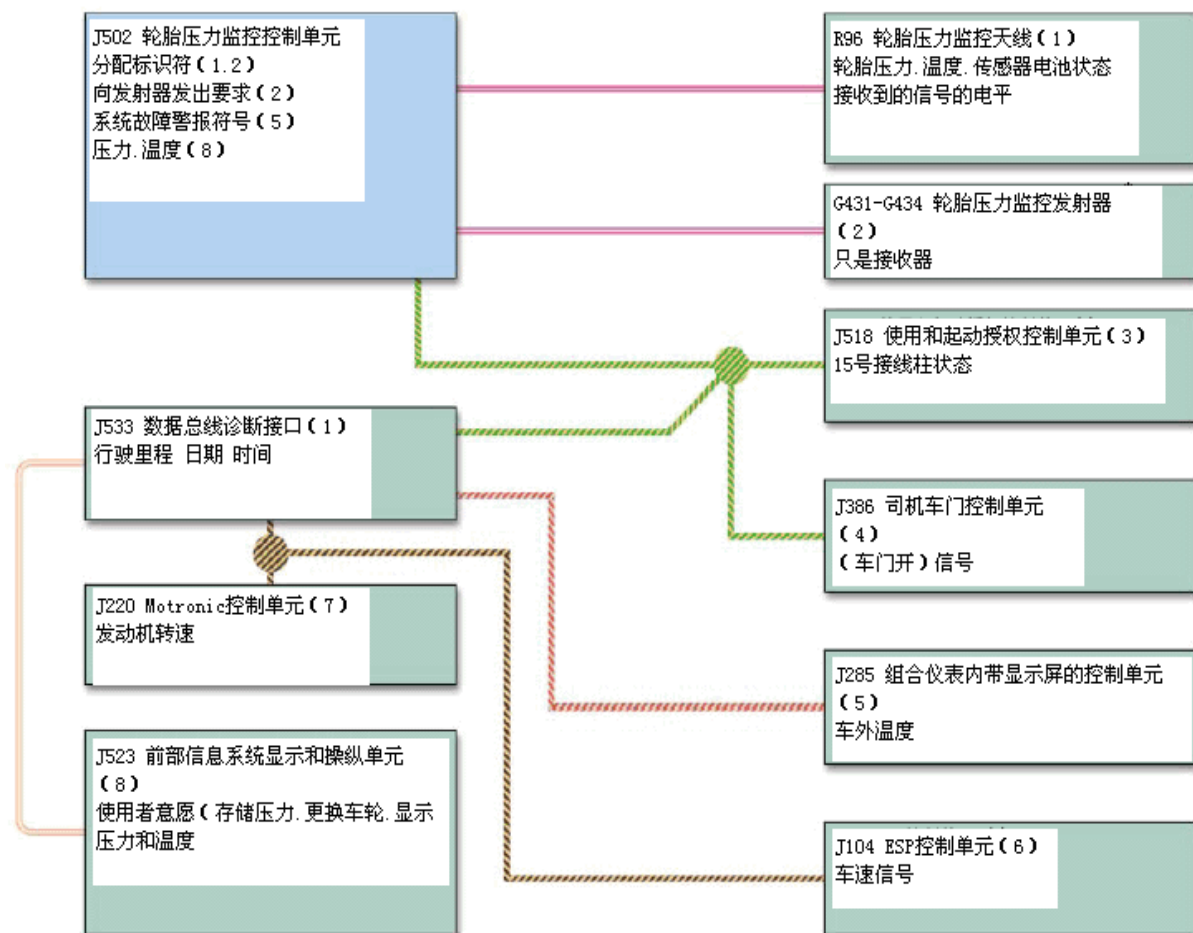 J502 轮胎压力监控控制单元
分配标识符(1.2)
向发射器发出要求(2)
系统故障警报符号(5)
压力.温度(8)
R96 轮胎压力监控天线(1)
轮胎压力.温度.传感器电池状态
接收到的信号的电平
G431-G434 轮胎压力监控发射器
(2)
只是接收器
J518 使用和起动授权控制单元(3)
15号接线柱状态
J533 数据总线诊断接口(1)
行驶里程 日期 时间
J386 司机车门控制单元
(4)
(车门开)信号
J220 Motronic控制单元(7)
发动机转速
J285 组合仪表内带显示屏的控制单元
(5)
车外温度
J523 前部信息系统显示和操纵单元
(8)
使用者意愿(存储压力.更换车轮.显示
压力和温度
J104 ESP控制单元(6)
车速信号